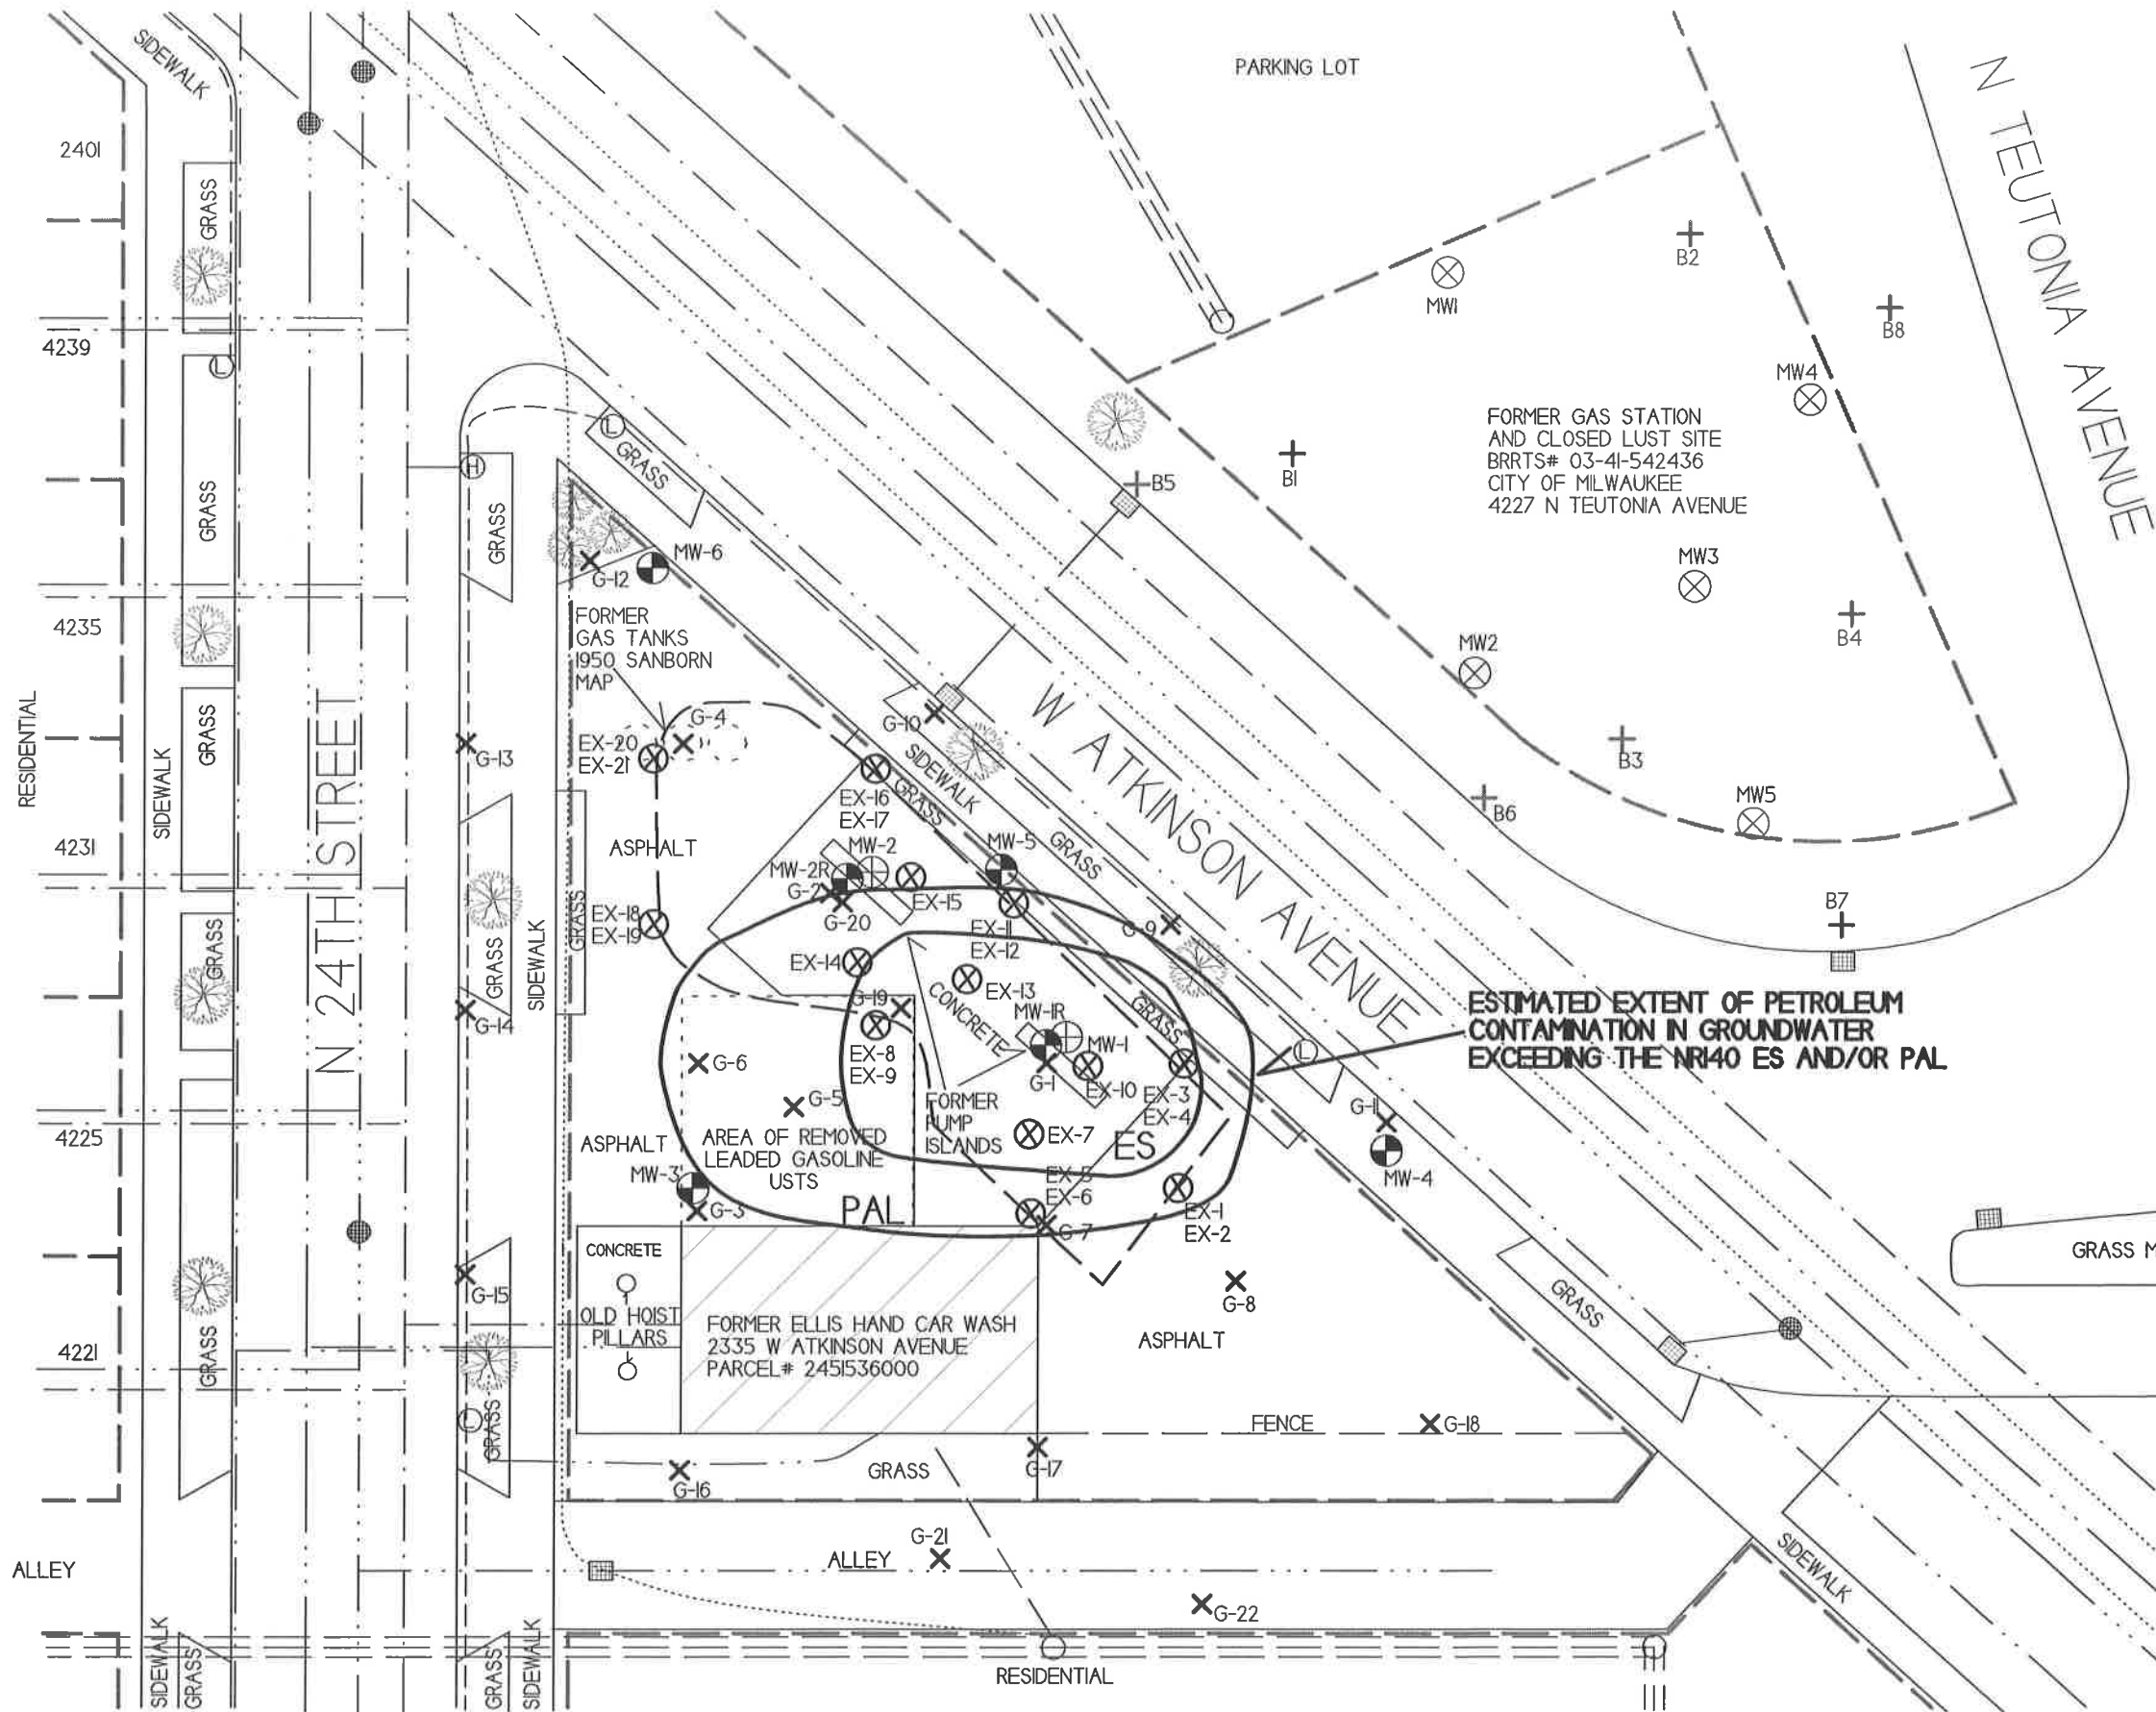 SIDEWALK
PARKING LOT
N TEUTONIA AVENUE
2401
GRASS
B2
MW1
B8
4239
L
MW4
FORMER GAS STATION
AND CLOSED LUST SITE
BRRTS# 03-41-542436
CITY OF MILWAUKEE
4227 N TEUTONIA AVENUE
L
GRASS
H
B1
B5
GRASS
GRASS
MW-6
G-12
MW3
FORMER
GAS TANKS
1950 SANBORN
MAP
4235
B4
MW2
RESIDENTIAL
GRASS
SIDEWALK
N 24TH STREET
G-13
G-4
EX-20
EX-21
G-10
SIDEWALK
GRASS
W ATKINSON AVENUE
B3
B6
MW5
EX-16
EX-17
4231
ASPHALT
MW-2
MW-2R
G-2
G-20
EX-15
MW-5
GRASS
GRASS
EX-18
EX-19
GRASS
GRASS
SIDEWALK
EX-11
EX-12
G-9
B7
EX-14
EX-13
G-19
CONCRETE
MW-1R
MW-1
GRASS
G-14
ESTIMATED EXTENT OF PETROLEUM
CONTAMINATION IN GROUNDWATER
EXCEEDING THE NR140 ES AND/OR PAL
L
G-6
EX-8
EX-9
G-1
EX-10
EX-3
EX-4
G-5
FORMER
PUMP
ISLANDS
EX-7
ES
G-11
MW-4
4225
ASPHALT
AREA OF REMOVED
LEADED GASOLINE
USTS
MW-3
G-3
PAL
EX-5
EX-6
G-7
EX-1
EX-2
CONCRETE
OLD HOIST
PILLARS
G-15
G-8
GRASS M
GRASS
FORMER ELLIS HAND CAR WASH
2335 W ATKINSON AVENUE
PARCEL# 2451536000
ASPHALT
4221
GRASS
L
GRASS
FENCE
G-18
G-16
GRASS
G-17
G-21
ALLEY
ALLEY
G-22
SIDEWALK
SIDEWALK
GRASS
GRASS
SIDEWALK
RESIDENTIAL